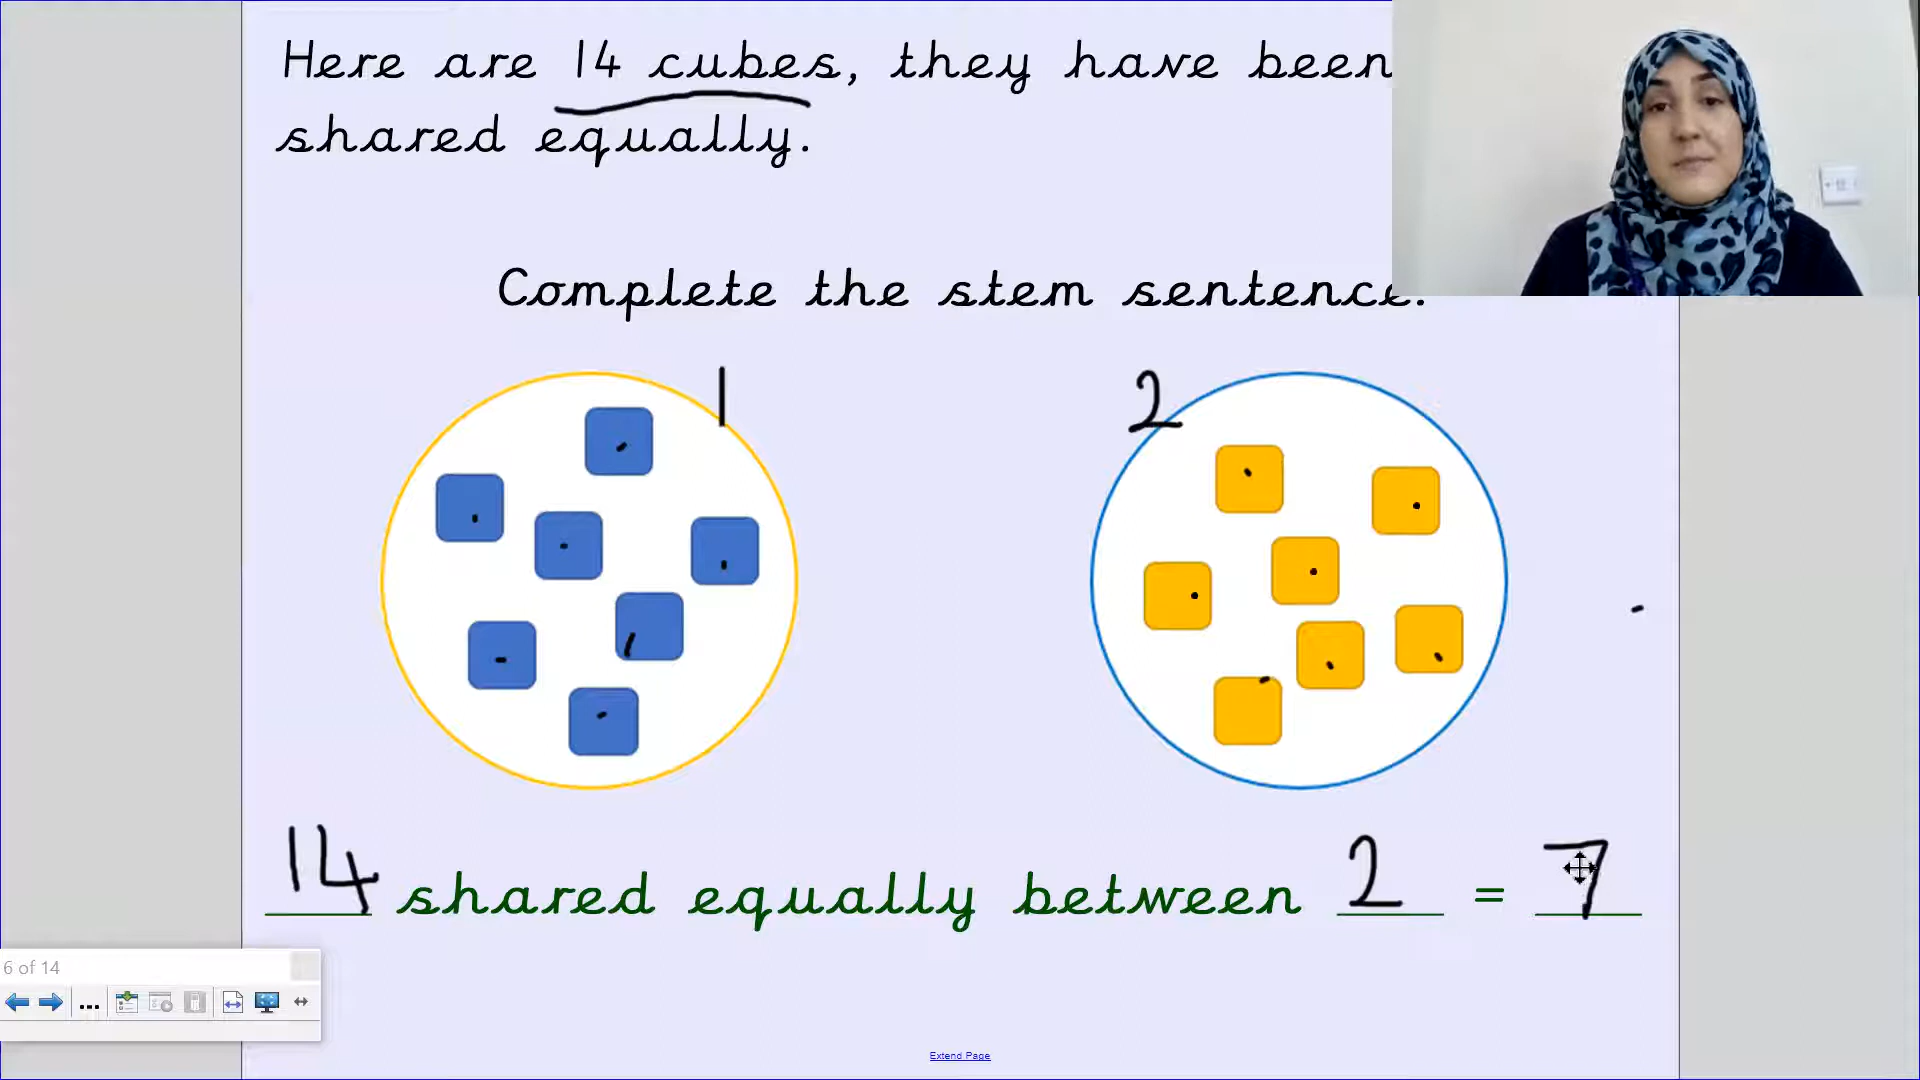 Here are 14 cubes, they have been
shared equally.
Complete the stem sentence.
1
2
14 shared equally between 2 = 7
6 of 14
Extend Page